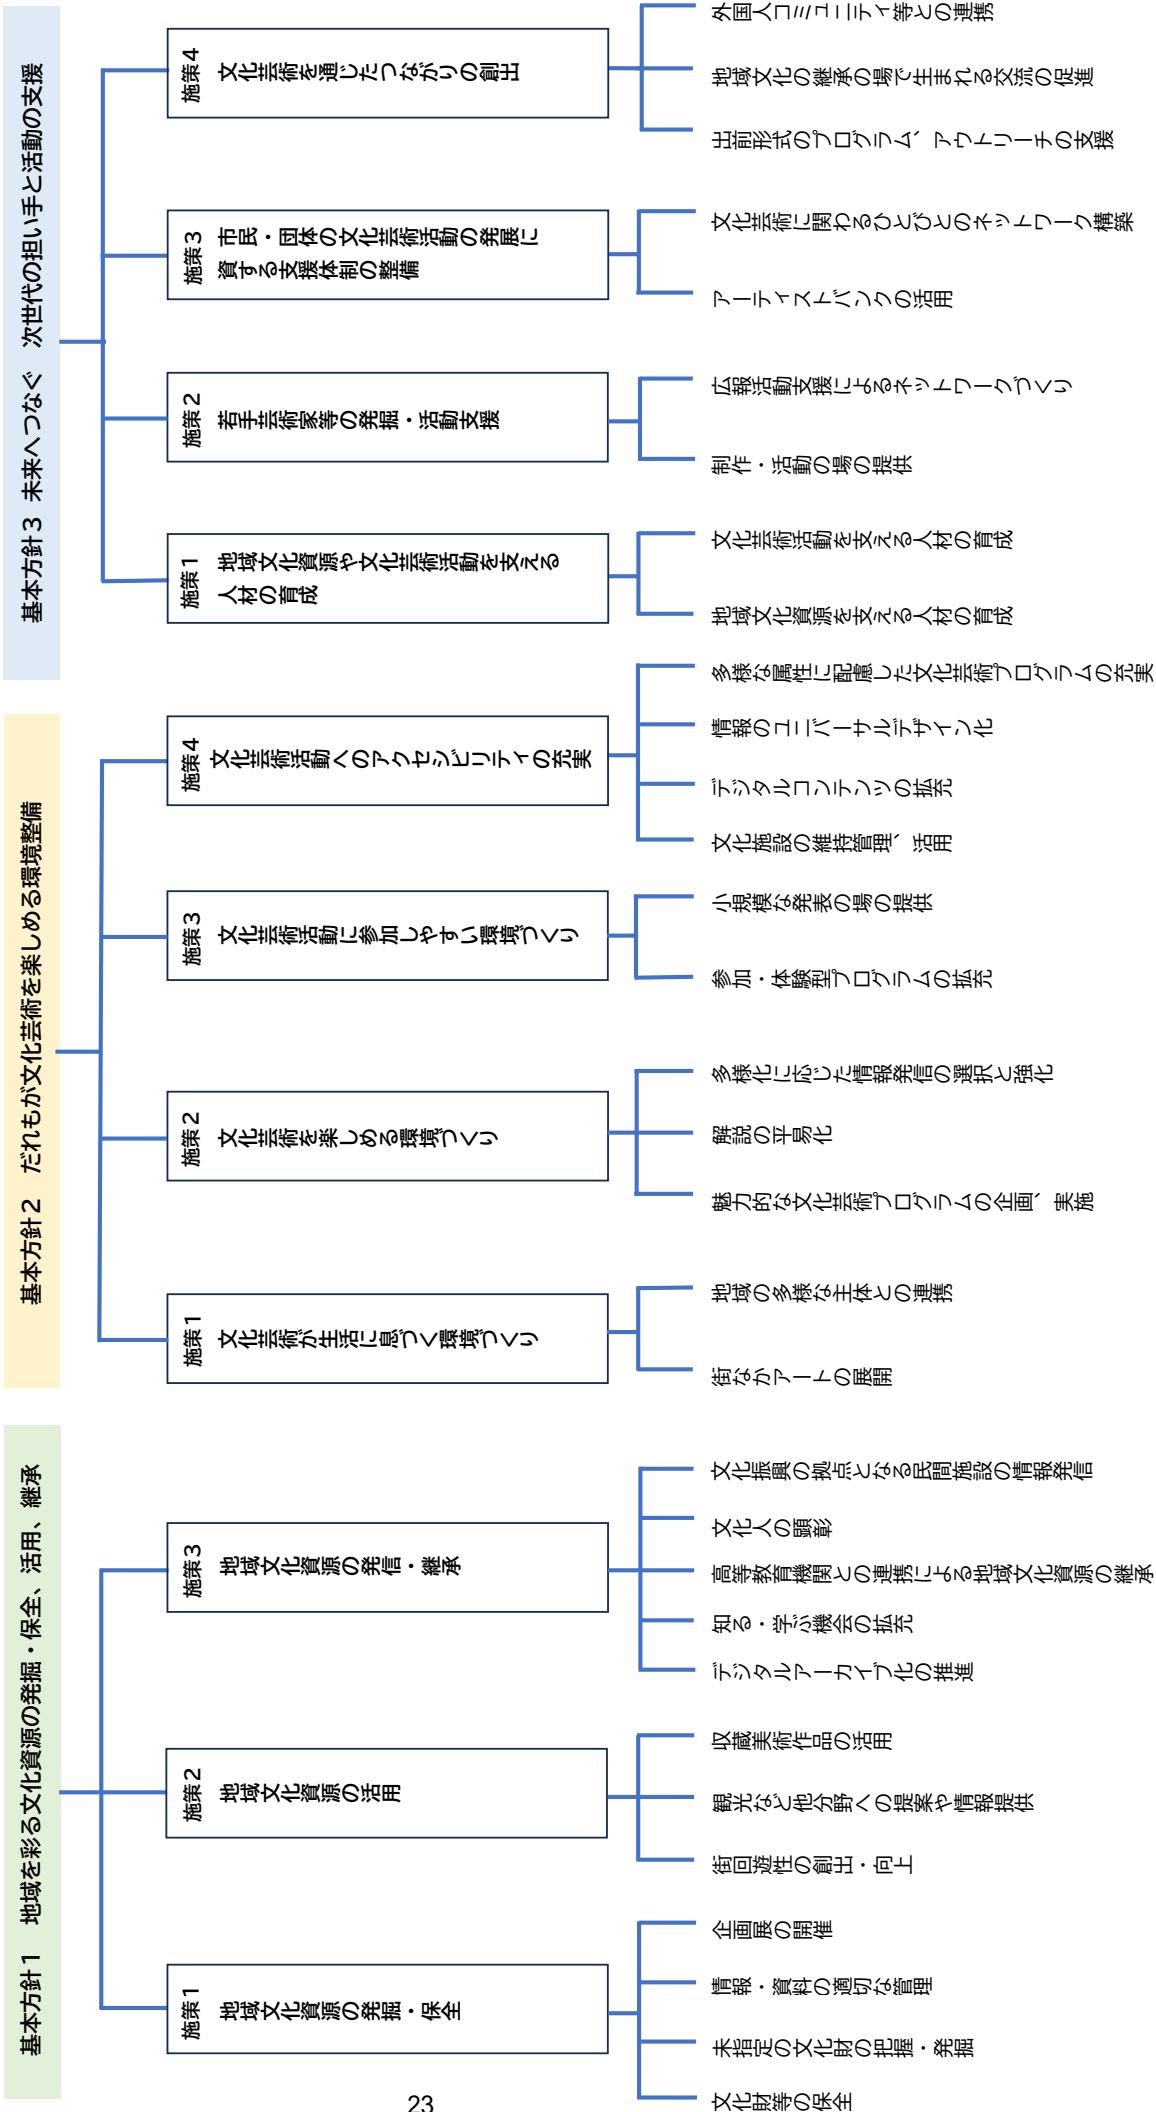 基本方針1　地域を彩る文化資源の発掘・保全、活用、継承
施策1
地域文化資源の発掘・保全
文化財等の保全
未指定の文化財の把握・発掘
情報・資料の適切な管理
企画展の開催
施策2
地域文化資源の活用
街回遊性の創出・向上
観光など他分野への提案や情報提供
収蔵美術作品の活用
施策3
地域文化資源の発信・継承
デジタルアーカイブ化の推進
知る・学ぶ機会の拡充
高等教育機関との連携による地域文化資源の継承
文化人の顕彰
文化振興の拠点となる民間施設の情報発信
基本方針2　だれもが文化芸術を楽しめる環境整備
施策1
文化芸術が生活に息づく環境づくり
街なかアートの展開
地域の多様な主体との連携
施策2
文化芸術を楽しめる環境づくり
魅力的な文化芸術プログラムの企画、実施
解説の平易化
多様化に応じた情報発信の選択と強化
施策3
文化芸術活動に参加しやすい環境づくり
参加・体験型プログラムの拡充
小規模な発表の場の提供
施策4
文化芸術活動へのアクセシビリティの充実
文化施設の維持管理、活用
デジタルコンテンツの拡充
情報のユニバーサルデザイン化
多様な属性に配慮した文化芸術プログラムの充実
基本方針3　未来へつなぐ　次世代の担い手と活動の支援
施策1
地域文化資源や文化芸術活動を支える
人材の育成
地域文化資源を支える人材の育成
文化芸術活動を支える人材の育成
施策2
若手芸術家等の発掘・活動支援
制作・活動の場の提供
広報活動支援によるネットワークづくり
施策3
市民・団体の文化芸術活動の発展に
資する支援体制の整備
アーティストバンクの活用
文化芸術に関わるひとびとのネットワーク構築
施策4
文化芸術を通じたつながりの創出
出前形式のプログラム、アウトリーチの支援
地域文化の継承の場で生まれる交流の促進
外国人コミュニティ等との連携
23